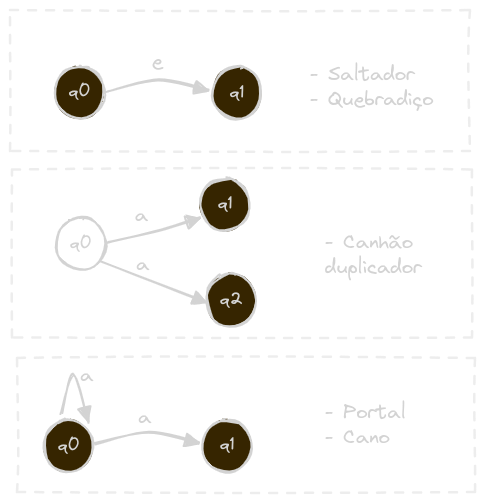 e
q0
q1
- Saltador
- Quebradiço
a
q1
q0
- Canhão
duplicador
a
q2
a
a
q0
q1
- Portal
- Cano